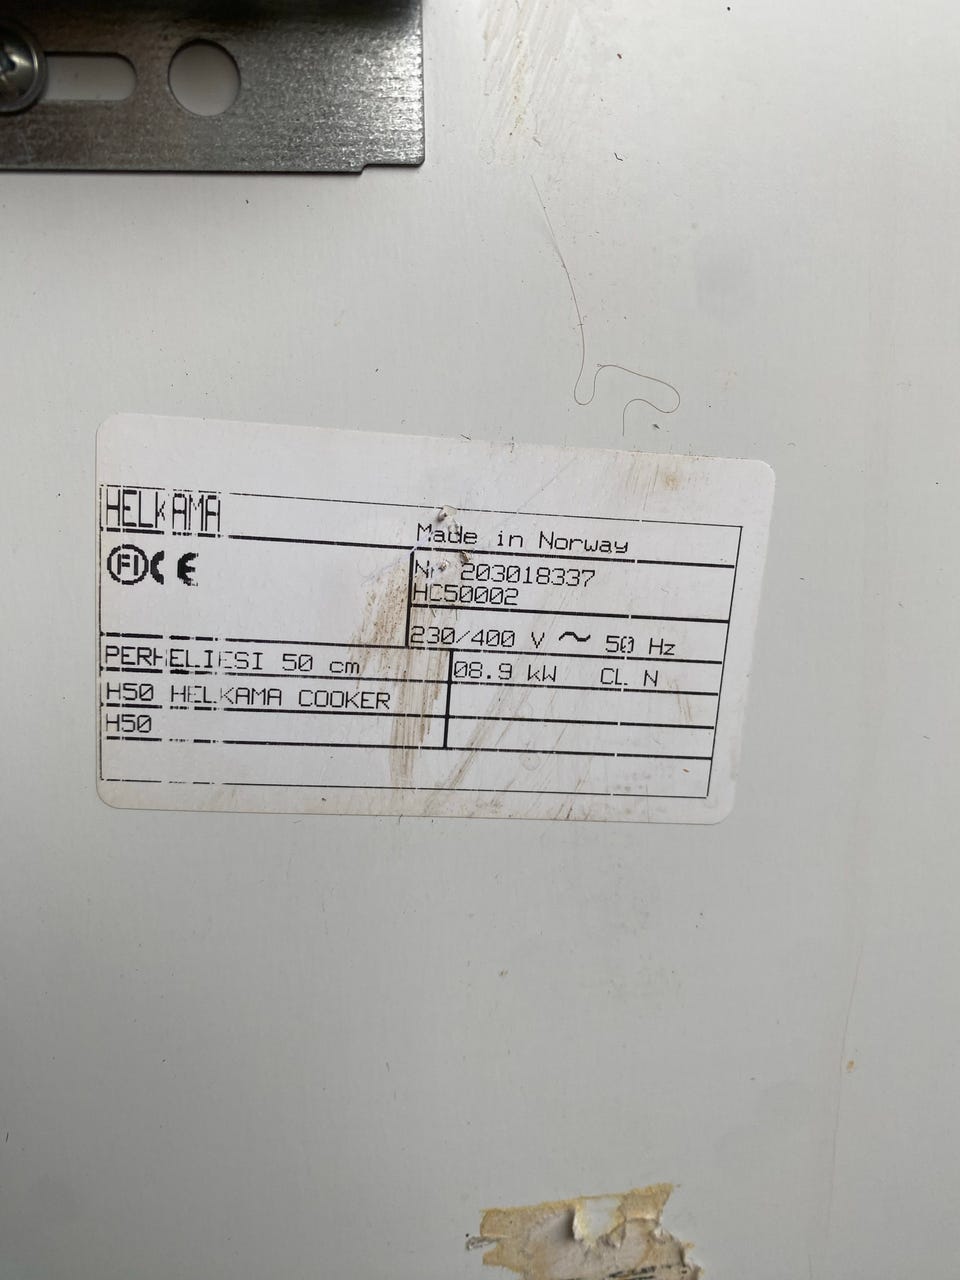 HELKAMA
Made in Norway
FI CE
Nr 203018337
HC50002
230/400 V ~ 50 Hz
PERHELIESI 50 cm
08.9 kW CL N
H50 HELKAMA COOKER
H50